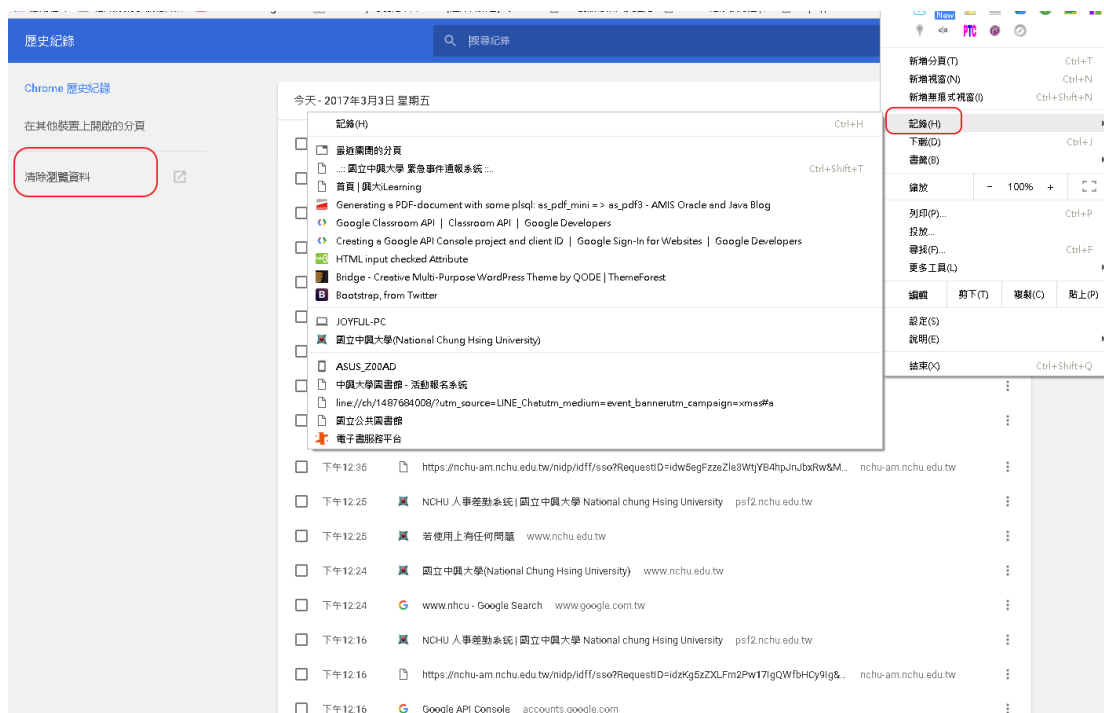 New
歷史紀錄
搜尋紀錄
PTC
新增分頁(T) Ctrl+T
Chrome 歷史紀錄
新增視窗(N) Ctrl+N
今天 - 2017年3月3日 星期五
新增無痕式視窗(I) Ctrl+Shift+N
在其他裝置上開啟的分頁
記錄(H) Ctrl+H
記錄(H)
下載(D) Ctrl+J
最近關閉的分頁
書籤(B)
..:: 國立中興大學 緊急事件通報系統 ::.. Ctrl+Shift+T
清除瀏覽資料
首頁 | 興大iLearning
縮放 - 100% +
Generating a PDF-document with some plsql: as_pdf_mini = > as_pdf3 - AMIS Oracle and Java Blog
列印(P)... Ctrl+P
Google Classroom API | Classroom API | Google Developers
投放...
Creating a Google API Console project and client ID | Google Sign-In for Websites | Google Developers
尋找(F)... Ctrl+F
HTML input checked Attribute
更多工具(L)
Bridge - Creative Multi-Purpose WordPress Theme by QODE | ThemeForest
Bootstrap, from Twitter
編輯 剪下(T) 複製(C) 貼上(P)
JOYFUL-PC
設定(S)
國立中興大學(National Chung Hsing University)
說明(E)
ASUS_Z00AD
結束(X) Ctrl+Shift+Q
中興大學圖書館 - 活動報名系統
line://ch/1487684008/?utm_source=LINE_Chatutm_medium=event_bannerutm_campaign=xmas#a
國立公共圖書館
電子書服務平台
下午12:35 https://nchu-am.nchu.edu.tw/nidp/idff/sso?RequestID=idw5egFzzeZle3WtjYB4hpJnJbxRw&M... nchu-am.nchu.edu.tw
下午12:25 NCHU 人事差勤系統 | 國立中興大學 National chung Hsing University psf2.nchu.edu.tw
下午12:25 若使用上有任何問題 www.nchu.edu.tw
下午12:24 國立中興大學(National Chung Hsing University) www.nchu.edu.tw
下午12:24 www.nhcu - Google Search www.google.com.tw
下午12:16 NCHU 人事差勤系統 | 國立中興大學 National chung Hsing University psf2.nchu.edu.tw
下午12:16 https://nchu-am.nchu.edu.tw/nidp/idff/sso?RequestID=idzKg5zZXLFm2Pw17IgQWfbHCy9Ig&... nchu-am.nchu.edu.tw
下午12:16 Google API Console accounts.google.com